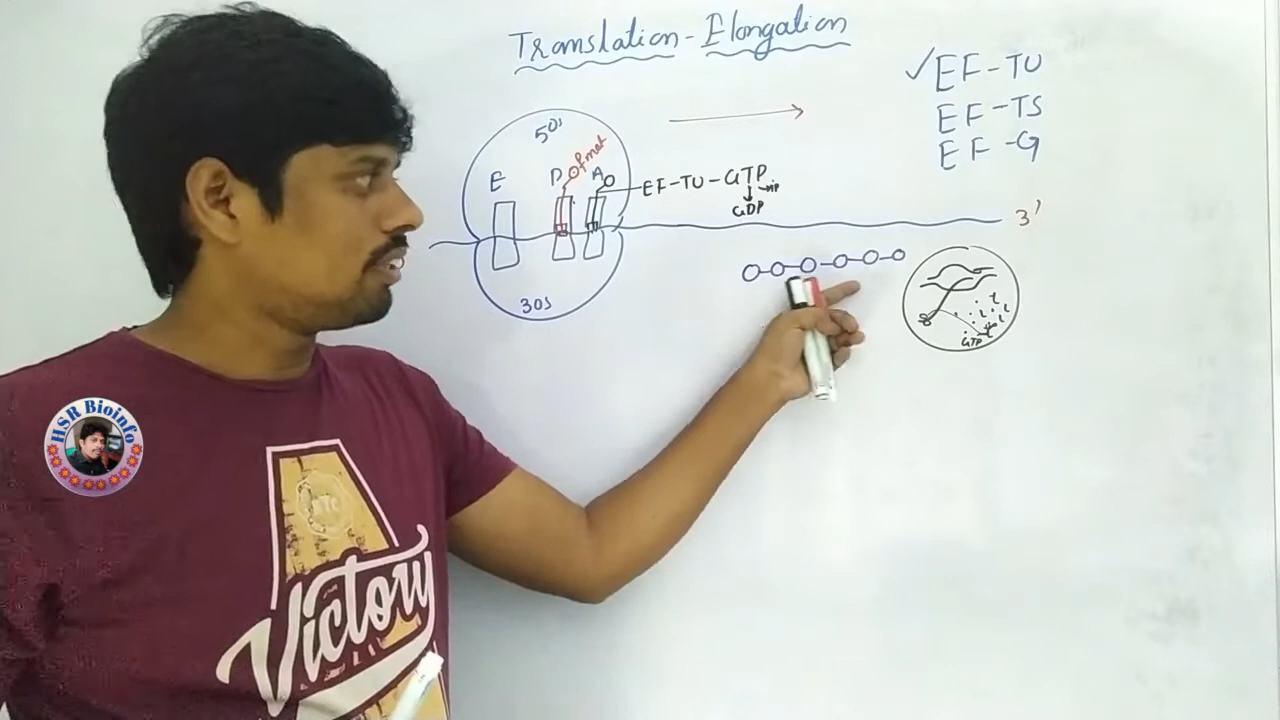 Translation - Elongation
✓EF-TU
EF-TS
EF-G
50s
E P A
fmet
EF-TU-GTP
GDP
3'
30s
GTP
HSR Bioinfo
Victory